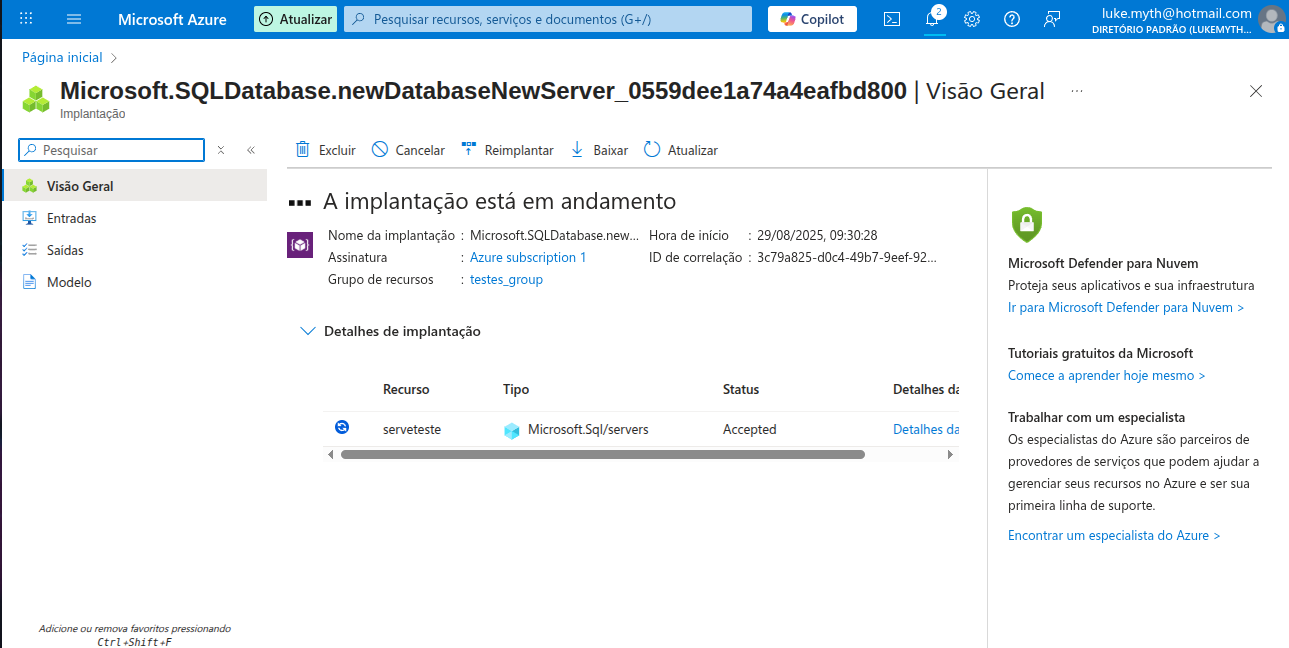 Microsoft Azure
Atualizar
Pesquisar recursos, serviços e documentos (G+/)
Copilot
2
luke.myth@hotmail.com
DIRETÓRIO PADRÃO (LUKEMYTH...
Página inicial
Microsoft.SQLDatabase.newDatabaseNewServer_0559dee1a74a4eafbd800 | Visão Geral ...
Implantação
Pesquisar
Visão Geral
Entradas
Saídas
Modelo
Adicione ou remova favoritos pressionando
Ctrl+Shift+F
Excluir Cancelar Reimplantar Baixar Atualizar
A implantação está em andamento
Nome da implantação : Microsoft.SQLDatabase.new... Hora de início : 29/08/2025, 09:30:28
Assinatura : Azure subscription 1 ID de correlação : 3c79a825-d0c4-49b7-9eef-92...
Grupo de recursos : testes_group
Detalhes de implantação
Recurso Tipo Status Detalhes da
serveteste Microsoft.Sql/servers Accepted Detalhes da
Microsoft Defender para Nuvem
Proteja seus aplicativos e sua infraestrutura
Ir para Microsoft Defender para Nuvem >
Tutoriais gratuitos da Microsoft
Comece a aprender hoje mesmo >
Trabalhar com um especialista
Os especialistas do Azure são parceiros de
provedores de serviços que podem ajudar a
gerenciar seus recursos no Azure e ser sua
primeira linha de suporte.
Encontrar um especialista do Azure >